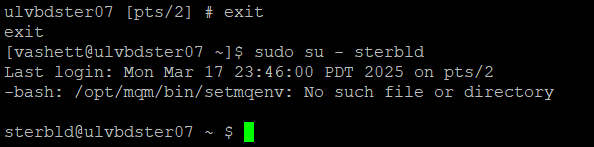 ulvbdster07 [pts/2] # exit
exit
[vashett@ulvbdster07 ~]$ sudo su - sterbld
Last login: Mon Mar 17 23:46:00 PDT 2025 on pts/2
-bash: /opt/mqm/bin/setmqenv: No such file or directory
sterbld@ulvbdster07 ~ $